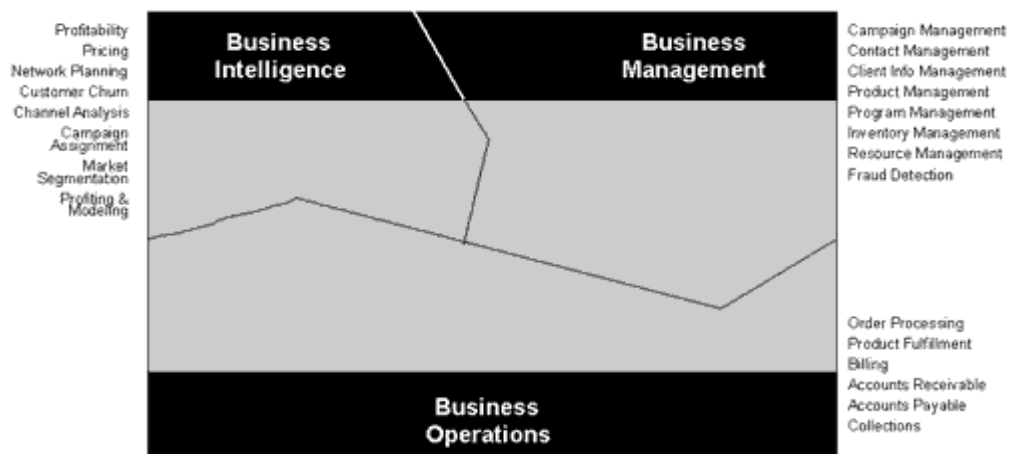 Profitability
Pricing
Network Planning
Customer Churn
Channel Analysis
Campaign
Assignment
Market
Segmentation
Profiting &
Modeling
Business
Intelligence
Business
Management
Campaign Management
Contact Management
Client Info Management
Product Management
Program Management
Inventory Management
Resource Management
Fraud Detection
Order Processing
Product Fulfillment
Billing
Accounts Receivable
Accounts Payable
Collections
Business
Operations